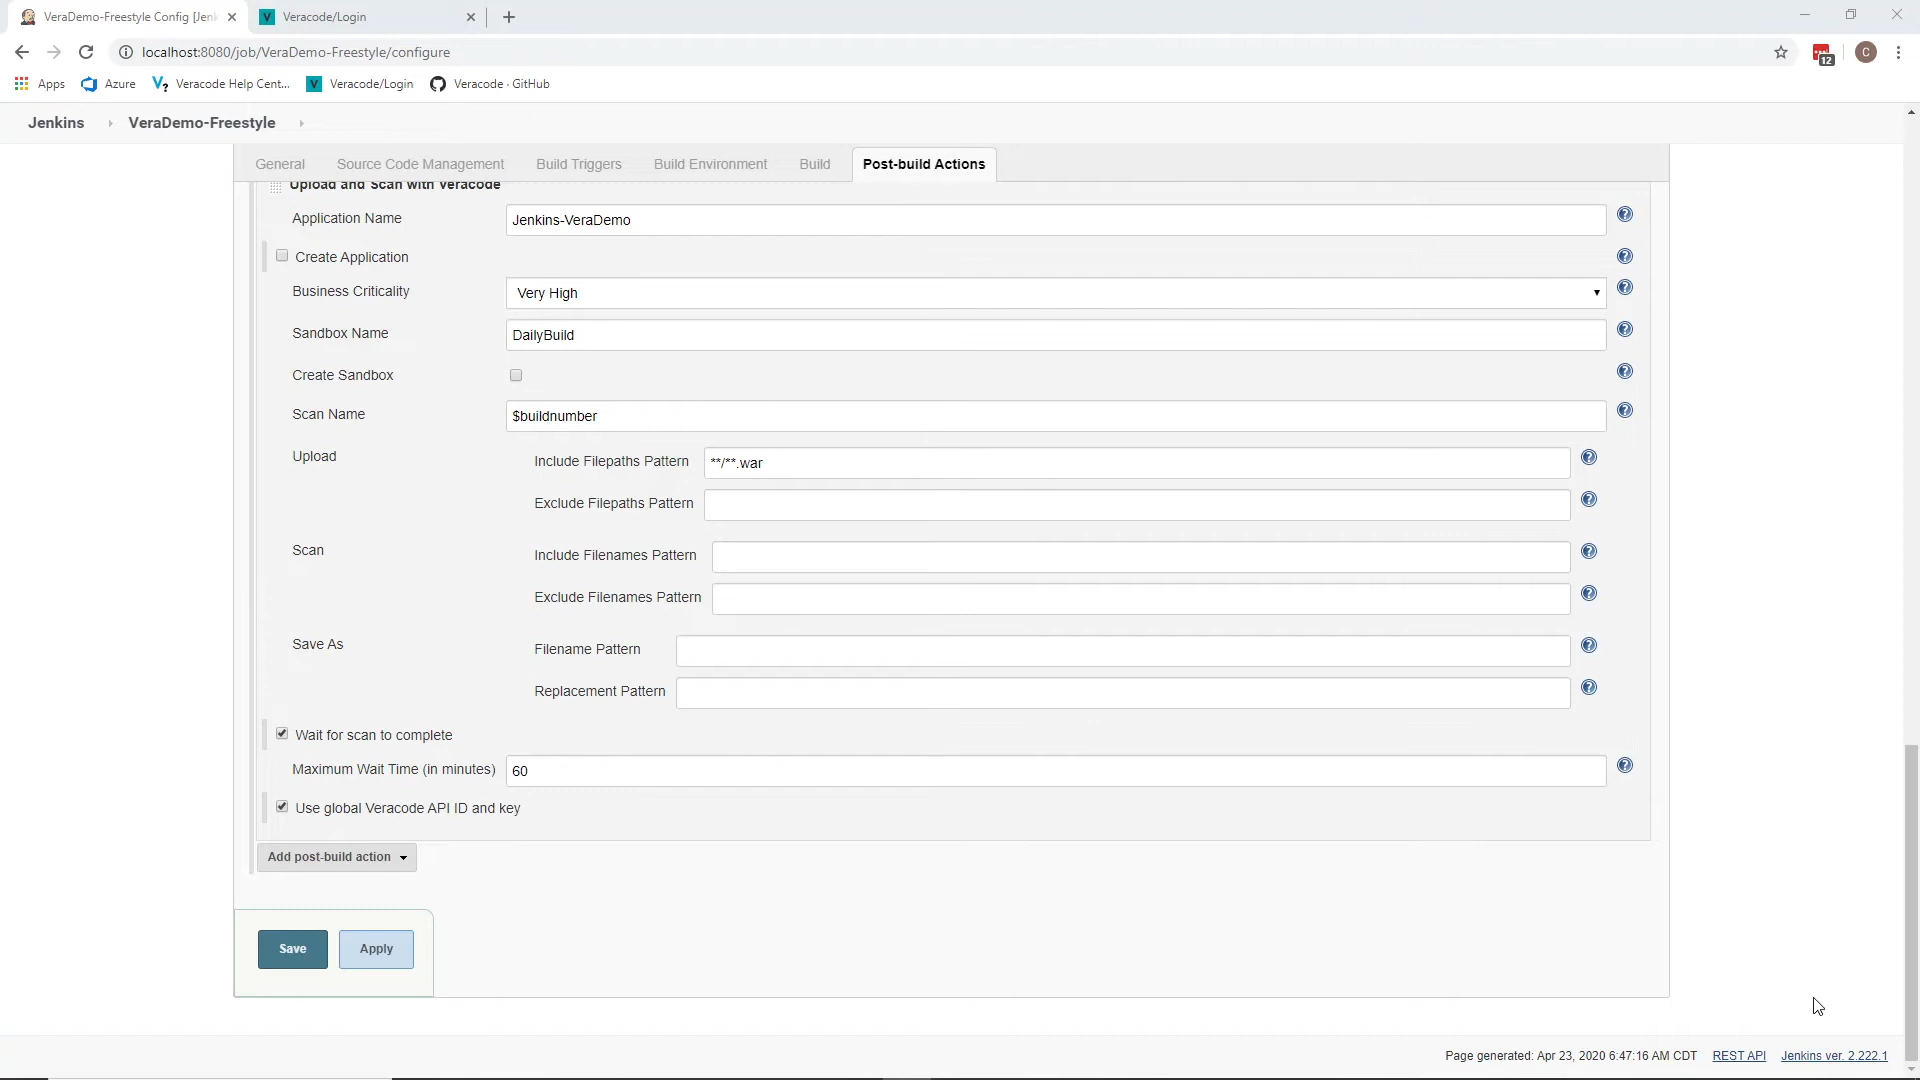 VeraDemo-Freestyle Config [Jenk
Veracode/Login
localhost:8080/job/VeraDemo-Freestyle/configure
12
C
Apps
Azure
Veracode Help Cent...
Veracode/Login
Veracode · GitHub
Jenkins
VeraDemo-Freestyle
General
Source Code Management
Build Triggers
Build Environment
Build
Post-build Actions
Upload and Scan with Veracode
Application Name
Jenkins-VeraDemo
Create Application
Business Criticality
Very High
Sandbox Name
DailyBuild
Create Sandbox
Scan Name
$buildnumber
Upload
Include Filepaths Pattern
**/**.war
Exclude Filepaths Pattern
Scan
Include Filenames Pattern
Exclude Filenames Pattern
Save As
Filename Pattern
Replacement Pattern
Wait for scan to complete
Maximum Wait Time (in minutes)
60
Use global Veracode API ID and key
Add post-build action
Save
Apply
Page generated: Apr 23, 2020 6:47:16 AM CDT
REST API
Jenkins ver. 2.222.1